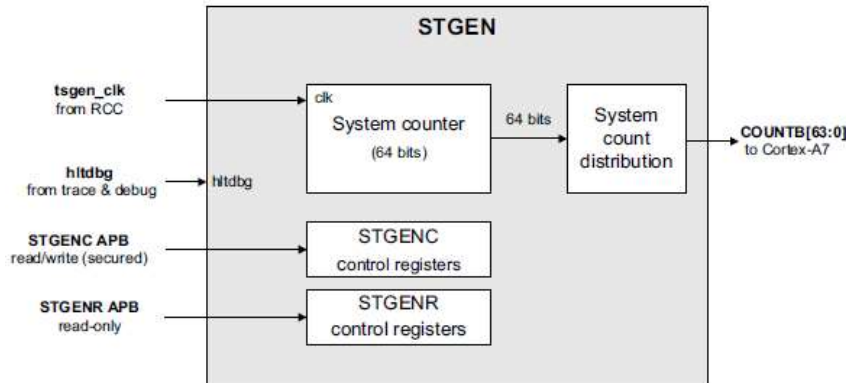 STGEN
tsgen_clk
from RCC
clk
System counter
(64 bits)
64 bits
System
count
distribution
COUNTB[63:0]
to Cortex-A7
hltdbg
from trace & debug
hltdbg
STGENC APB
read/write (secured)
STGENC
control registers
STGENR APB
read-only
STGENR
control registers